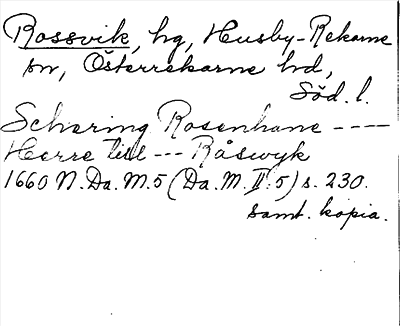 Rossvik, hg, Husby-Rekarne
sn, Österrekarne hd,
Söd. l.
Schering Rosenhane ----
Herre till --- Råswyk
1660 N. Da. M. 5 (Da. M. II:5) s. 230.
samt. kopia.